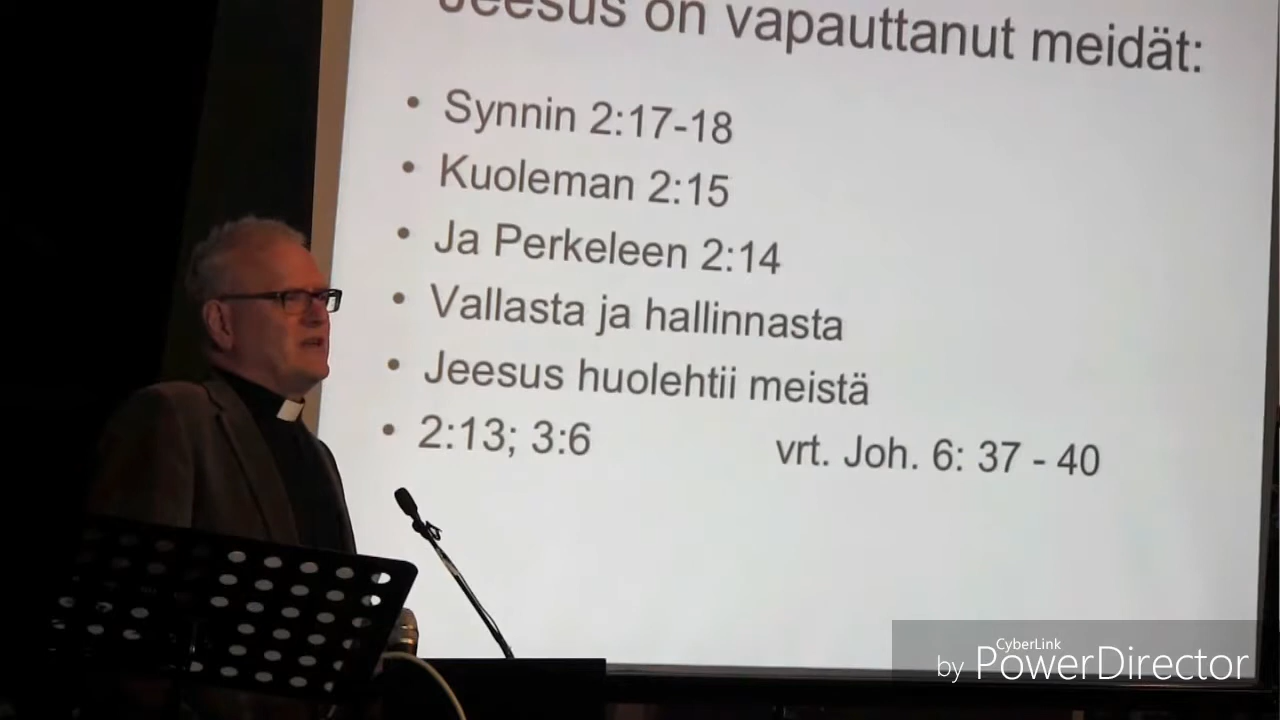 Jeesus on vapauttanut meidät:
• Synnin 2:17-18
• Kuoleman 2:15
• Ja Perkeleen 2:14
• Vallasta ja hallinnasta
• Jeesus huolehtii meistä
• 2:13; 3:6 vrt. Joh. 6: 37 - 40
CyberLink
by PowerDirector